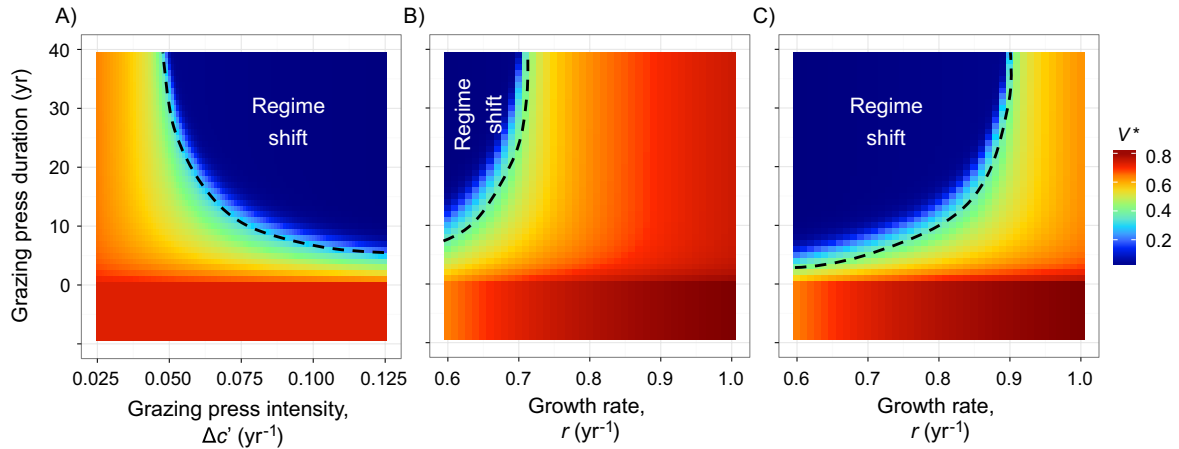 A)
B)
C)
Grazing press duration (yr)
40
30
20
10
0
Regime
shift
Regime
shift
Regime
shift
V*
0.8
0.6
0.4
0.2
0.025
0.050
0.075
0.100
0.125
0.6
0.7
0.8
0.9
1.0
0.6
0.7
0.8
0.9
1.0
Grazing press intensity,
Δc’ (yr⁻¹)
Growth rate,
r (yr⁻¹)
Growth rate,
r (yr⁻¹)